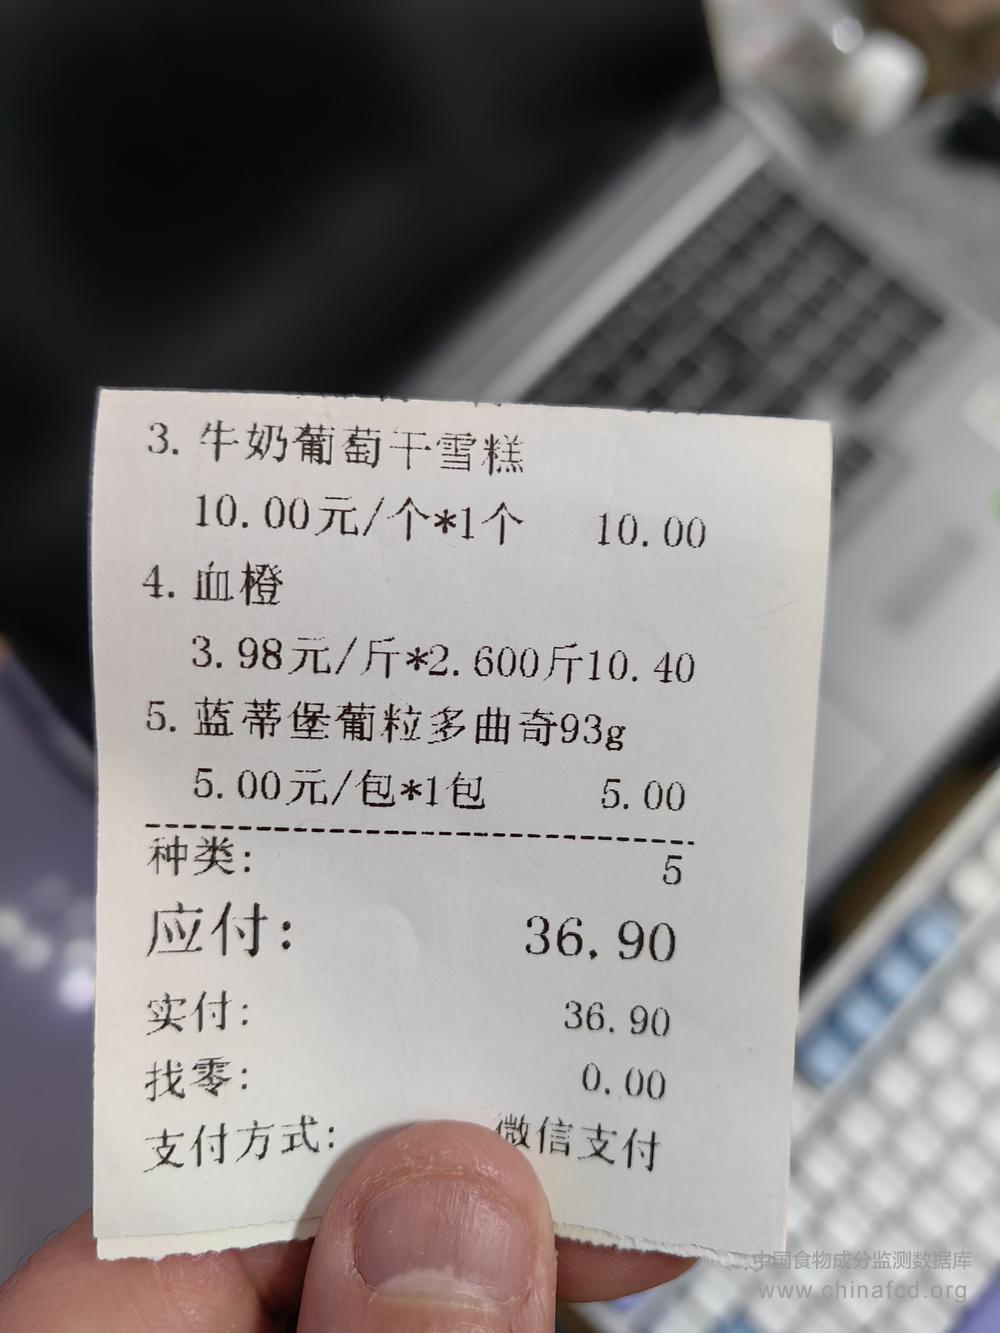 3. 牛奶葡萄干雪糕
10.00元/个*1个 10.00
4. 血橙
3.98元/斤*2.600斤10.40
5. 蓝蒂堡葡粒多曲奇93g
5.00元/包*1包 5.00
种类: 5
应付: 36.90
实付: 36.90
找零: 0.00
支付方式: 微信支付
中国食物成分监测数据库
www.chinafcd.org